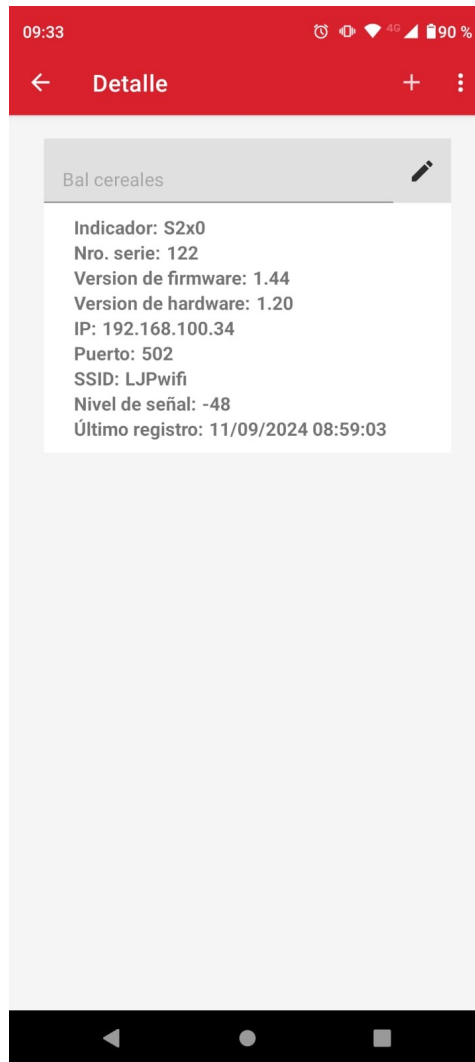 09:33
4G
90 %
Detalle
Bal cereales
Indicador: S2x0
Nro. serie: 122
Version de firmware: 1.44
Version de hardware: 1.20
IP: 192.168.100.34
Puerto: 502
SSID: LJPwifi
Nivel de señal: -48
Último registro: 11/09/2024 08:59:03